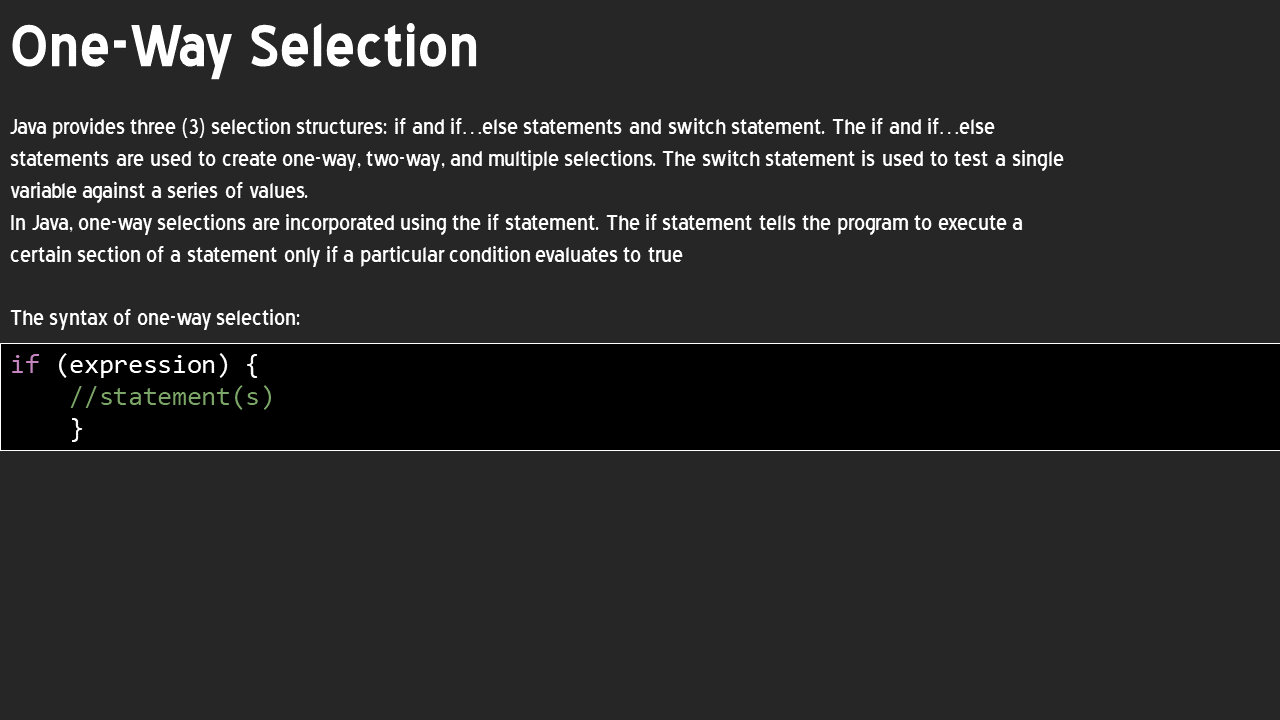 One-Way Selection
Java provides three (3) selection structures: if and if...else statements and switch statement. The if and if...else
statements are used to create one-way, two-way, and multiple selections. The switch statement is used to test a single
variable against a series of values.
In Java, one-way selections are incorporated using the if statement. The if statement tells the program to execute a
certain section of a statement only if a particular condition evaluates to true
The syntax of one-way selection:
if (expression) {
    //statement(s)
    }